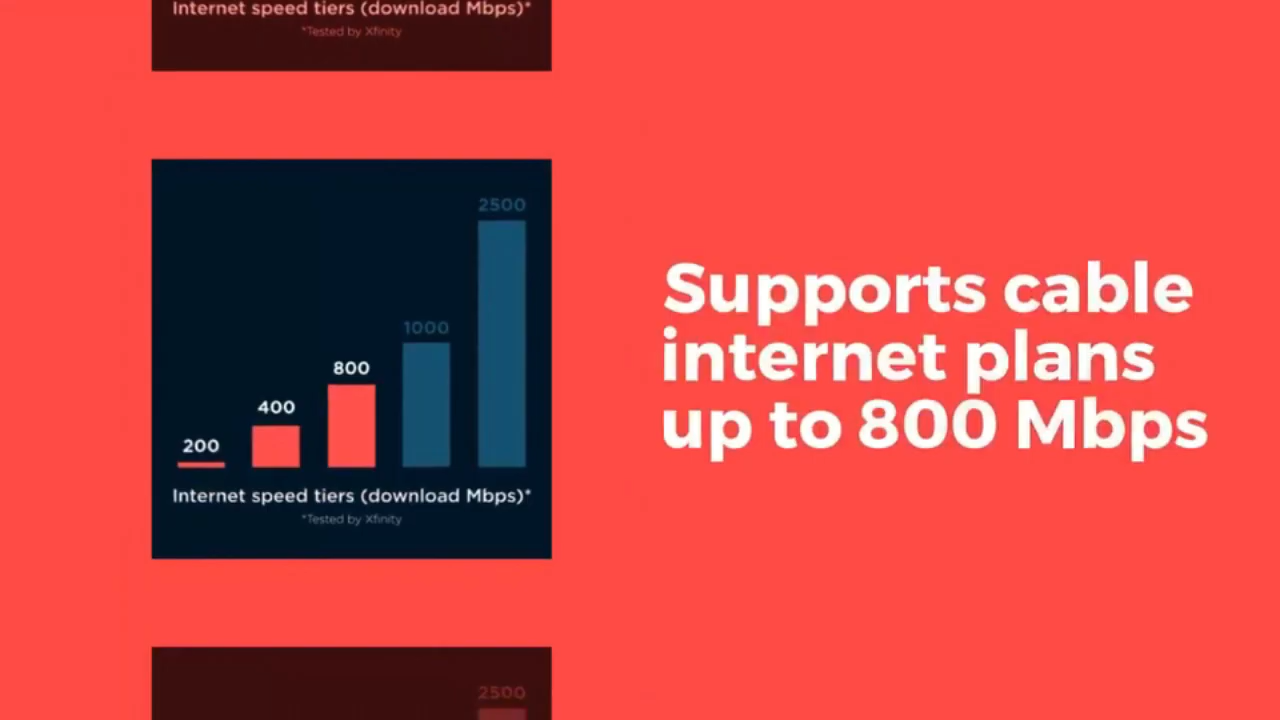 Internet speed tiers (download Mbps)*
*Tested by Xfinity
2500
1000
800
400
200
Internet speed tiers (download Mbps)*
*Tested by Xfinity
Supports cable
internet plans
up to 800 Mbps
2500